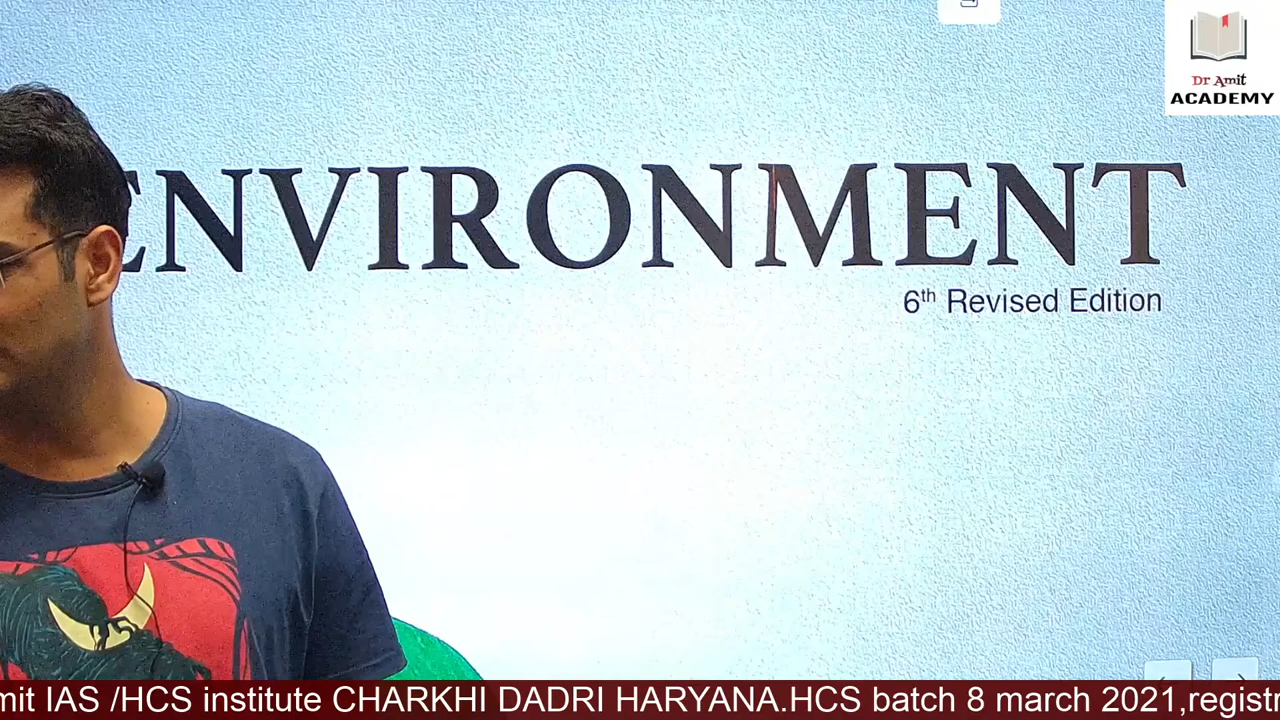 Dr Amit
ACADEMY
ENVIRONMENT
6th Revised Edition
mit IAS /HCS institute CHARKHI DADRI HARYANA.HCS batch 8 march 2021,registr